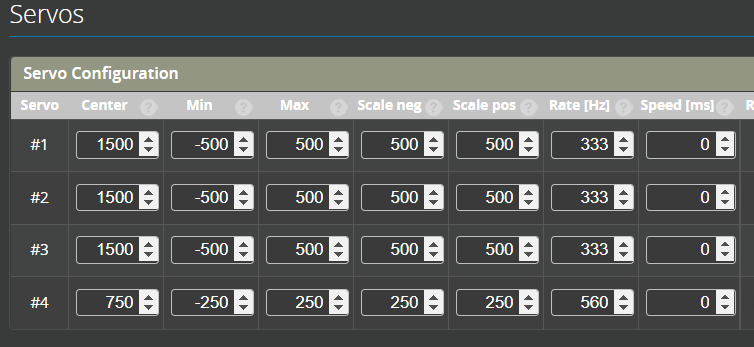 Servos
Servo Configuration
Servo Center ? Min ? Max ? Scale neg ? Scale pos ? Rate [Hz] ? Speed [ms] ? R
#1 1500 -500 500 500 500 333 0
#2 1500 -500 500 500 500 333 0
#3 1500 -500 500 500 500 333 0
#4 750 -250 250 250 250 560 0